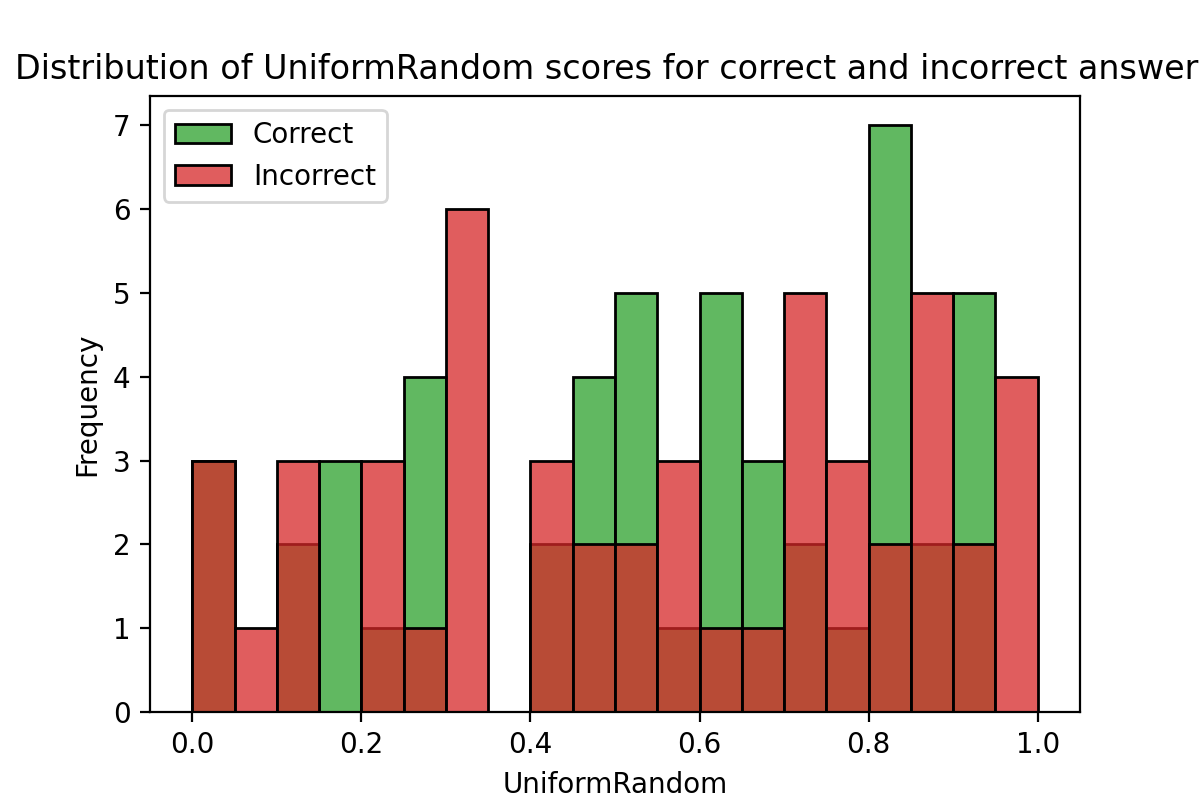 Distribution of UniformRandom scores for correct and incorrect answer
Correct
Incorrect
Frequency
7
6
5
4
3
2
1
0
0.0 0.2 0.4 0.6 0.8 1.0
UniformRandom